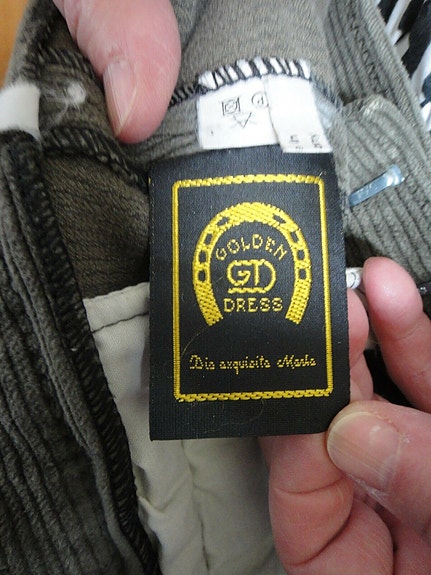 GOLDEN
GD
DRESS
Die exquisite Marke